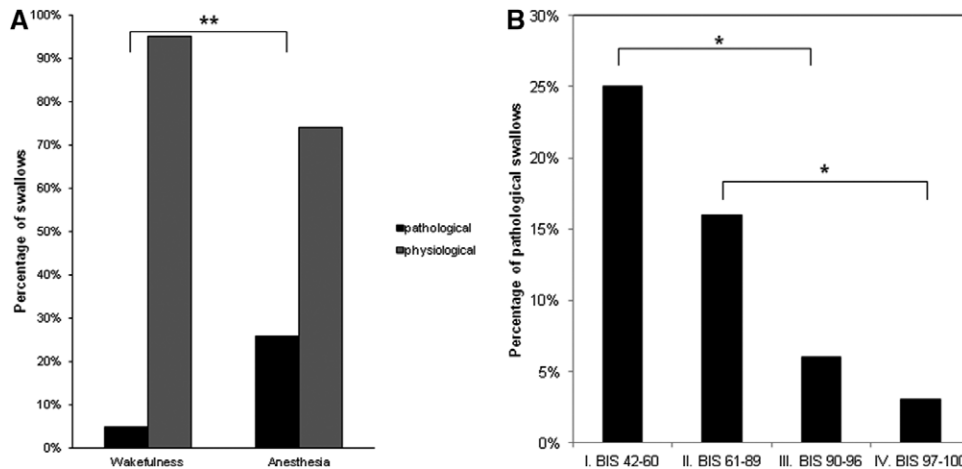 A
**
100%
90%
80%
70%
60%
50%
40%
30%
20%
10%
0%
Percentage of swallows
Wakefulness
Anesthesia
pathological
physiological
B
*
*
30%
25%
20%
15%
10%
5%
0%
Percentage of pathological swallows
I. BIS 42-60
II. BIS 61-89
III. BIS 90-96
IV. BIS 97-100